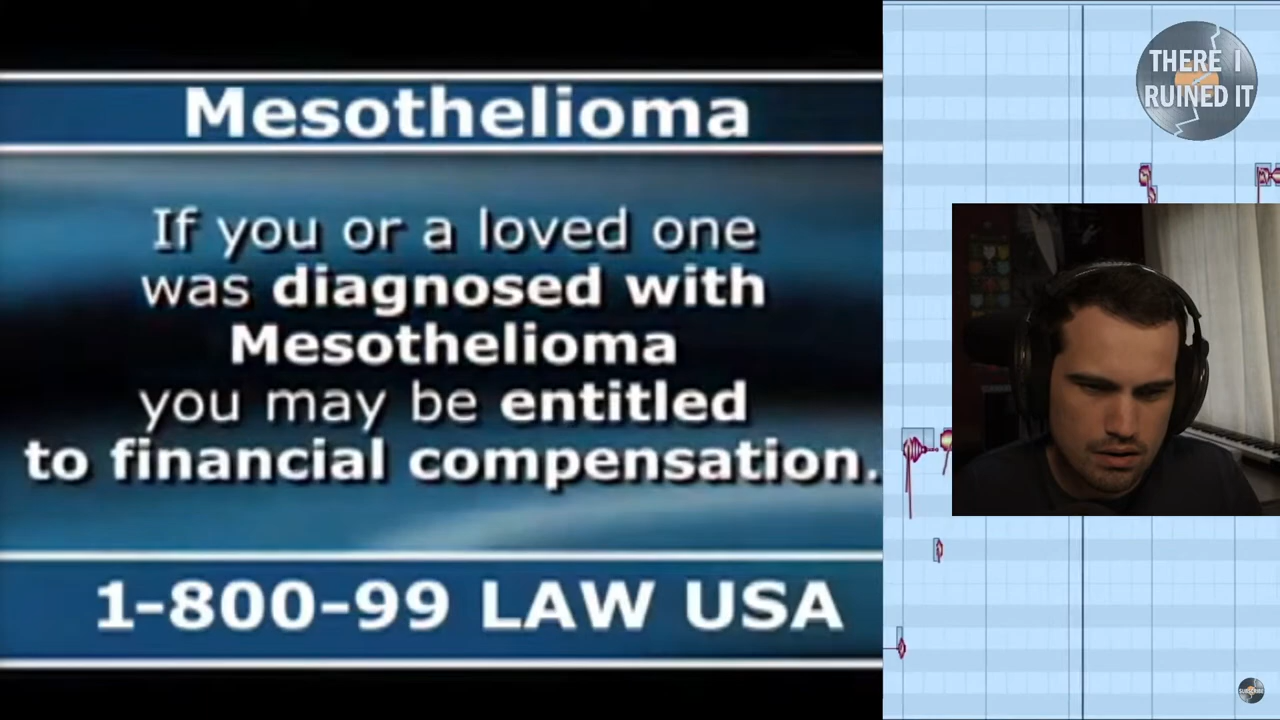 Mesothelioma
If you or a loved one
was diagnosed with
Mesothelioma
you may be entitled
to financial compensation.
1-800-99 LAW USA
THERE I
RUINED IT
SUBSCRIBE